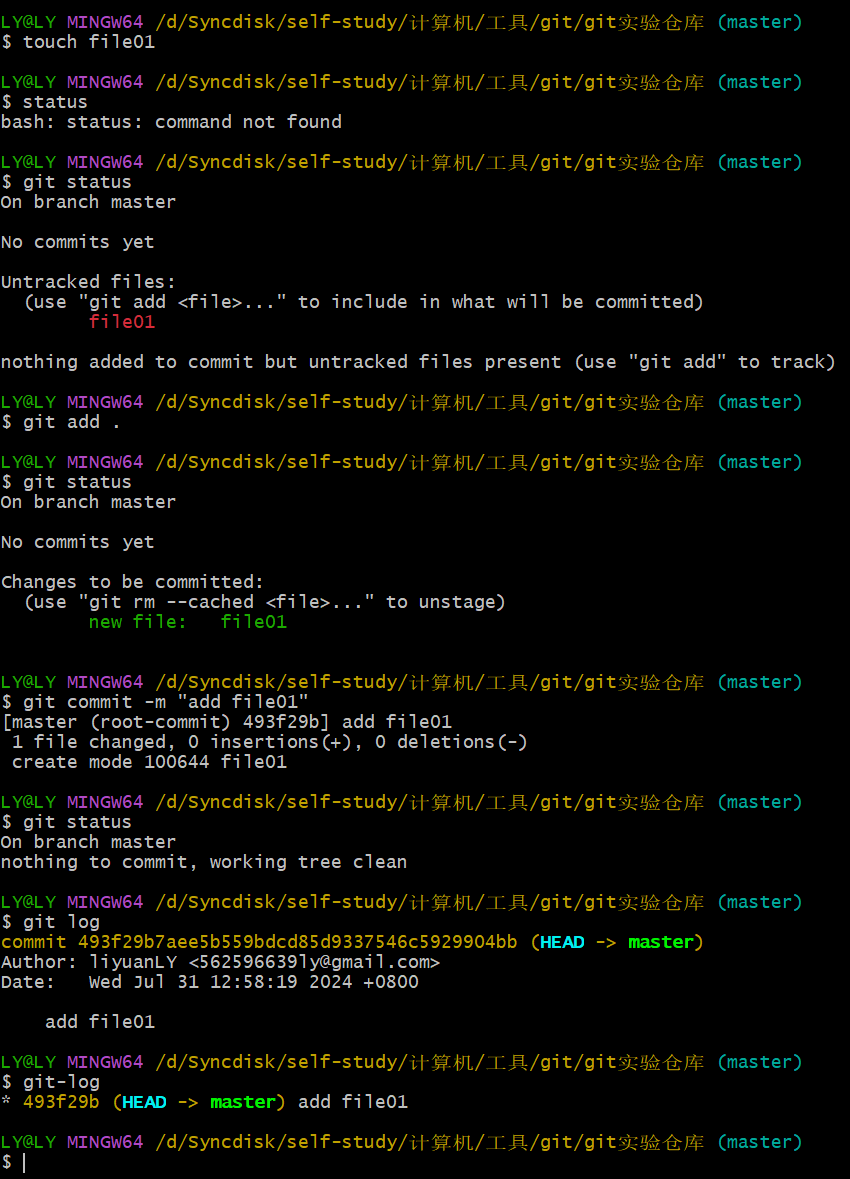 LY@LY MINGW64 /d/Syncdisk/self-study/计算机/工具/git/git实验仓库 (master)
$ touch file01
LY@LY MINGW64 /d/Syncdisk/self-study/计算机/工具/git/git实验仓库 (master)
$ status
bash: status: command not found
LY@LY MINGW64 /d/Syncdisk/self-study/计算机/工具/git/git实验仓库 (master)
$ git status
On branch master
No commits yet
Untracked files:
  (use "git add <file>..." to include in what will be committed)
        file01
nothing added to commit but untracked files present (use "git add" to track)
LY@LY MINGW64 /d/Syncdisk/self-study/计算机/工具/git/git实验仓库 (master)
$ git add .
LY@LY MINGW64 /d/Syncdisk/self-study/计算机/工具/git/git实验仓库 (master)
$ git status
On branch master
No commits yet
Changes to be committed:
  (use "git rm --cached <file>..." to unstage)
        new file:   file01
LY@LY MINGW64 /d/Syncdisk/self-study/计算机/工具/git/git实验仓库 (master)
$ git commit -m "add file01"
[master (root-commit) 493f29b] add file01
 1 file changed, 0 insertions(+), 0 deletions(-)
 create mode 100644 file01
LY@LY MINGW64 /d/Syncdisk/self-study/计算机/工具/git/git实验仓库 (master)
$ git status
On branch master
nothing to commit, working tree clean
LY@LY MINGW64 /d/Syncdisk/self-study/计算机/工具/git/git实验仓库 (master)
$ git log
commit 493f29b7aee5b559bdcd85d9337546c5929904bb (HEAD -> master)
Author: liyuanLY <562596639ly@gmail.com>
Date:   Wed Jul 31 12:58:19 2024 +0800
    add file01
LY@LY MINGW64 /d/Syncdisk/self-study/计算机/工具/git/git实验仓库 (master)
$ git-log
* 493f29b (HEAD -> master) add file01
LY@LY MINGW64 /d/Syncdisk/self-study/计算机/工具/git/git实验仓库 (master)
$